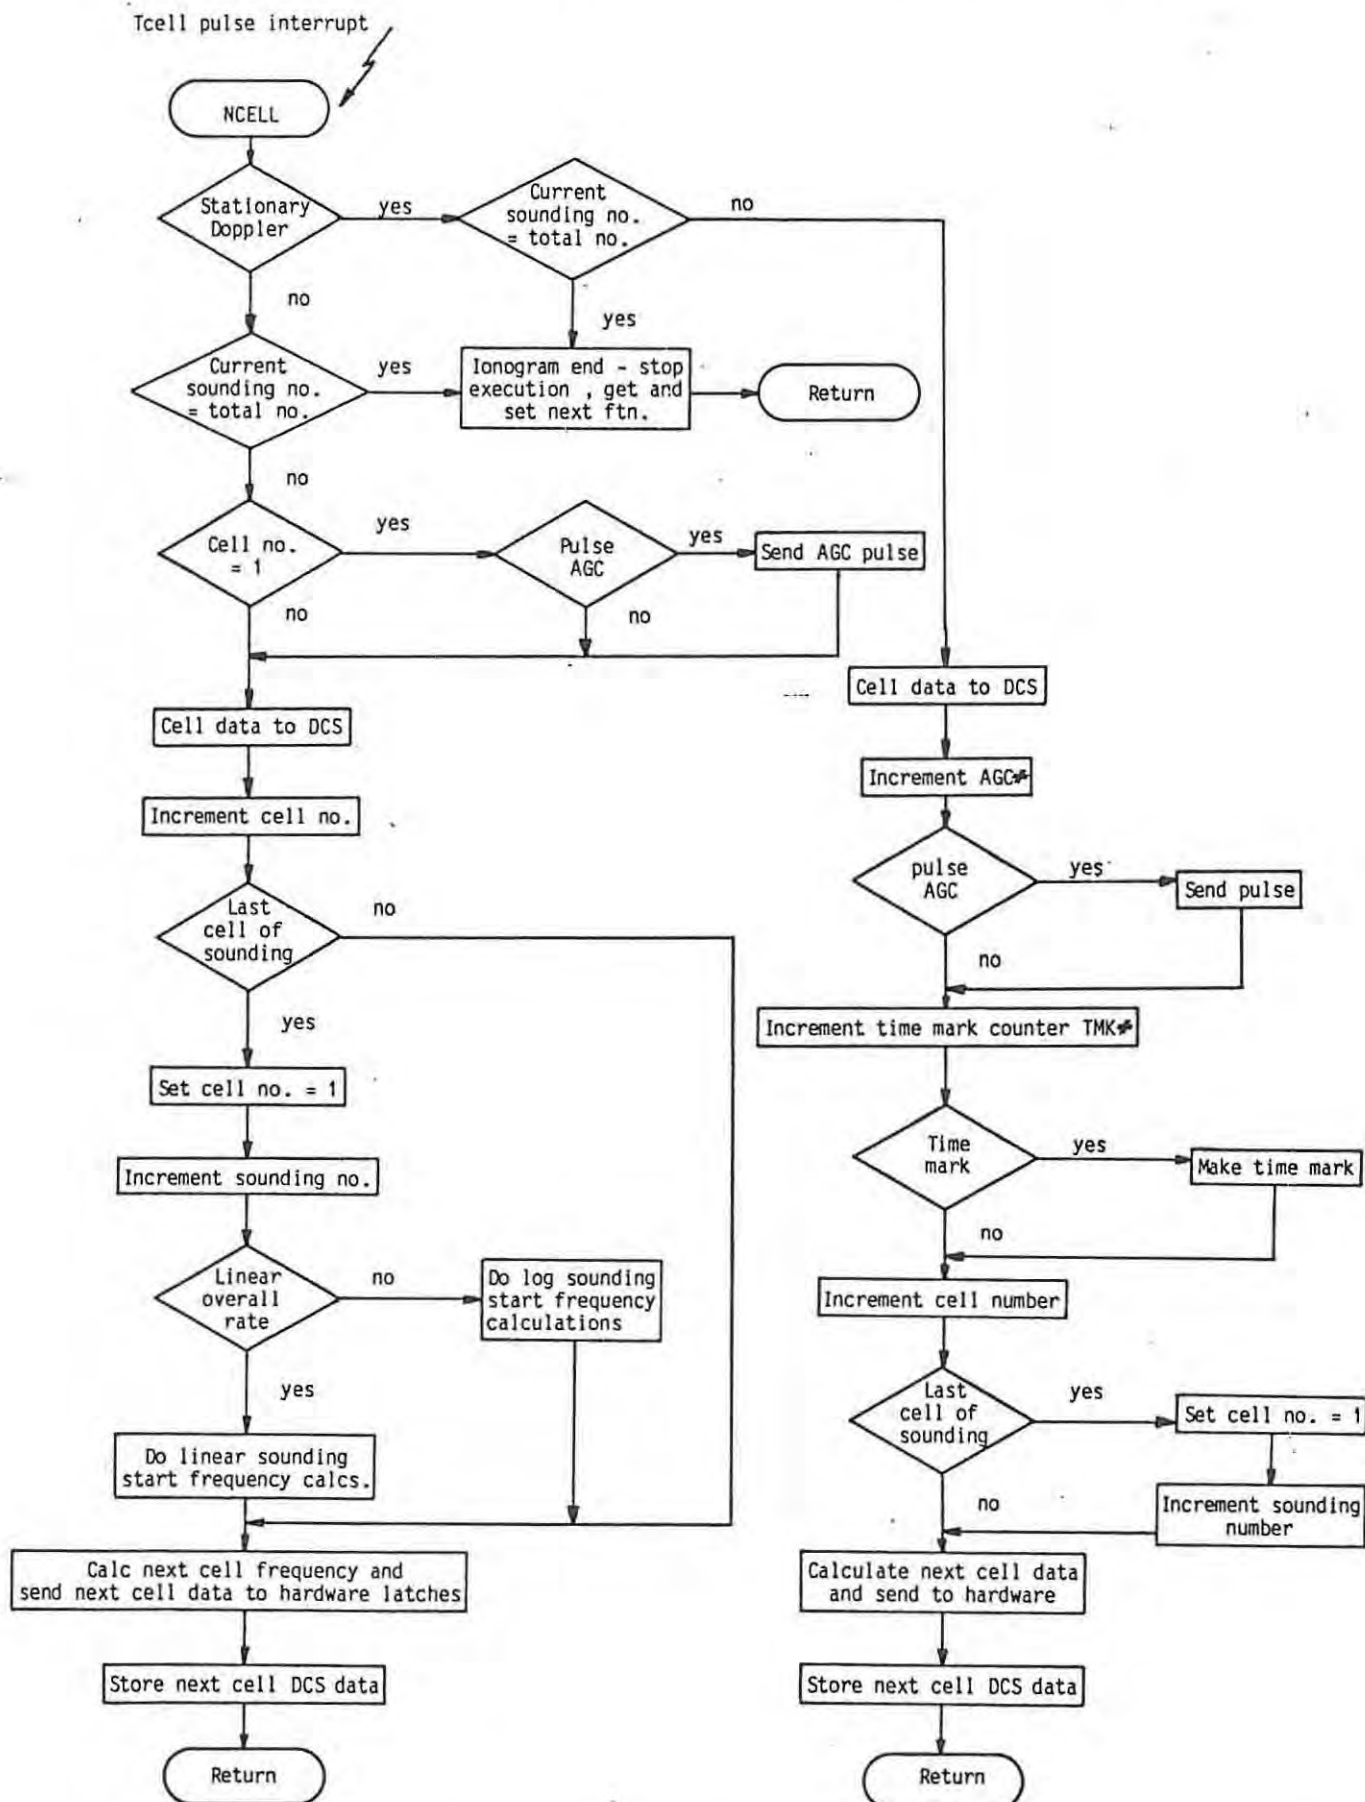 Tcell pulse interrupt
NCELL
Stationary
Doppler
yes
Current
sounding no.
= total no.
no
no
yes
Current
sounding no.
= total no.
yes
Ionogram end - stop
execution , get and
set next ftn.
Return
no
Cell no.
= 1
yes
Pulse
AGC
yes
Send AGC pulse
no
no
Cell data to DCS
Increment cell no.
Last
cell of
sounding
no
yes
Set cell no. = 1
Increment sounding no.
Linear
overall
rate
no
Do log sounding
start frequency
calculations
yes
Do linear sounding
start frequency calcs.
Calc next cell frequency and
send next cell data to hardware latches
Store next cell DCS data
Return
Cell data to DCS
Increment AGC#
pulse
AGC
yes
Send pulse
no
Increment time mark counter TMK#
Time
mark
yes
Make time mark
no
Increment cell number
Last
cell of
sounding
yes
Set cell no. = 1
Increment sounding
number
no
Calculate next cell data
and send to hardware
Store next cell DCS data
Return